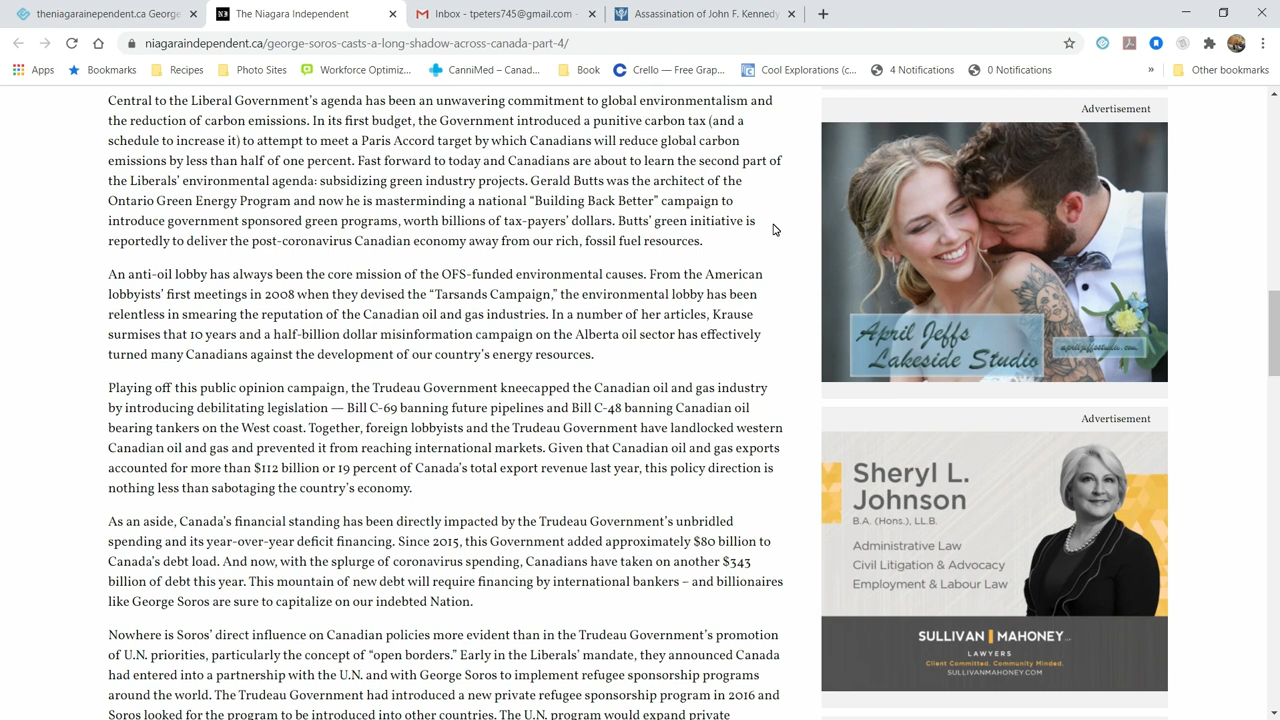 theniagaraindependent.ca/George
The Niagara Independent
Inbox - tpeters745@gmail.com -
Assassination of John F. Kennedy
niagaraindependent.ca/george-soros-casts-a-long-shadow-across-canada-part-4/
Apps
Bookmarks
Recipes
Photo Sites
Workforce Optimiz...
CanniMed – Canad...
Book
Crello — Free Grap...
Cool Explorations (c...
4 Notifications
0 Notifications
»
Other bookmarks
Central to the Liberal Government's agenda has been an unwavering commitment to global environmentalism and
the reduction of carbon emissions. In its first budget the Government introduced a punitive carbon tax (and a
schedule to increase it) to attempt to meet a Paris Accord target by which Canadians will reduce global carbon
emissions by less than half of one percent. Fast forward to today and Canadians are about to learn the second part of
the Liberals' environmental agenda: subsidizing green industry projects. Gerald Butts was the architect of the
Ontario Green Energy Program and now he is masterminding a national “Building Back Better” campaign to
introduce government sponsored green programs, worth billions of tax-payers' dollars. Butts' green initiative is
reportedly to deliver the post-coronavirus Canadian economy away from our rich, fossil fuel resources.
An anti-oil lobby has always been the core mission of the OFS-funded environmental causes. From the American
lobbyists' first meetings in 2008 when they devised the “Tarsands Campaign,” the environmental lobby has been
relentless in smearing the reputation of the Canadian oil and gas industries. In a number of her articles, Krause
surmises that 10 years and a half-billion dollar misinformation campaign on the Alberta oil sector has effectively
turned many Canadians against the development of the country's energy resources.
Playing off this public opinion campaign, the Trudeau Government kneecapped the Canadian oil and gas industry
by introducing debilitating legislation — Bill C-69 banning future pipelines and Bill C-48 banning Canadian oil
bearing tankers on the West coast. Together, foreign lobbyists and the Trudeau Government have landlocked western
Canadian oil and gas and prevented it from reaching international markets. Given that Canadian oil and gas exports
accounted for more than $112 billion or 19 percent of Canada's total export revenue last year, this policy direction is
nothing less than sabotaging the country's economy.
As an aside, Canada's financial standing has been directly impacted by the Trudeau Government's unbridled
spending and its year-over-year deficit financing. Since 2015, this Government added approximately $80 billion to
Canada's debt load. And now, with the splurge of coronavirus spending, Canadians have taken on another $343
billion of debt this year. This mountain of new debt will require financing by international bankers – and billionaires
like George Soros are sure to capitalize on our indebted Nation.
Nowhere is Soros' direct influence on Canadian policies more evident than in the Trudeau Government's promotion
of U.N. priorities, particularly the concept of “open borders.” Early in the Liberals' mandate, it announced Canada
had entered into a partnership with the U.N. and George Soros to promote the private sponsorship refugee program
around the world. The Trudeau Government had introduced a new private refugee sponsorship program in 2016 and
Soros looked for the program to be introduced into other countries. The U.N. program would expand private
Advertisement
April Jeffs
Lakeside Studio
apriljeffsstudio.com
Advertisement
Sheryl L.
Johnson
B.A. (Hons.), LL.B.
Administrative Law
Civil Litigation & Advocacy
Employment & Labour Law
SULLIVAN MAHONEY LLP
LAWYERS
Client Committed. Community Minded.
SULLIVANMAHONEY.COM